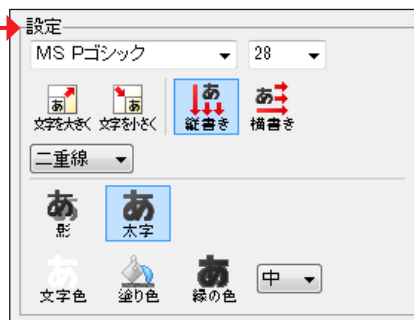 設定
MS Pゴシック 28
あ あ あ あ
文字を大きく 文字を小さく 縦書き 横書き
二重線
あ あ
影 太字
あ あ
文字色 塗り色 縁の色 中